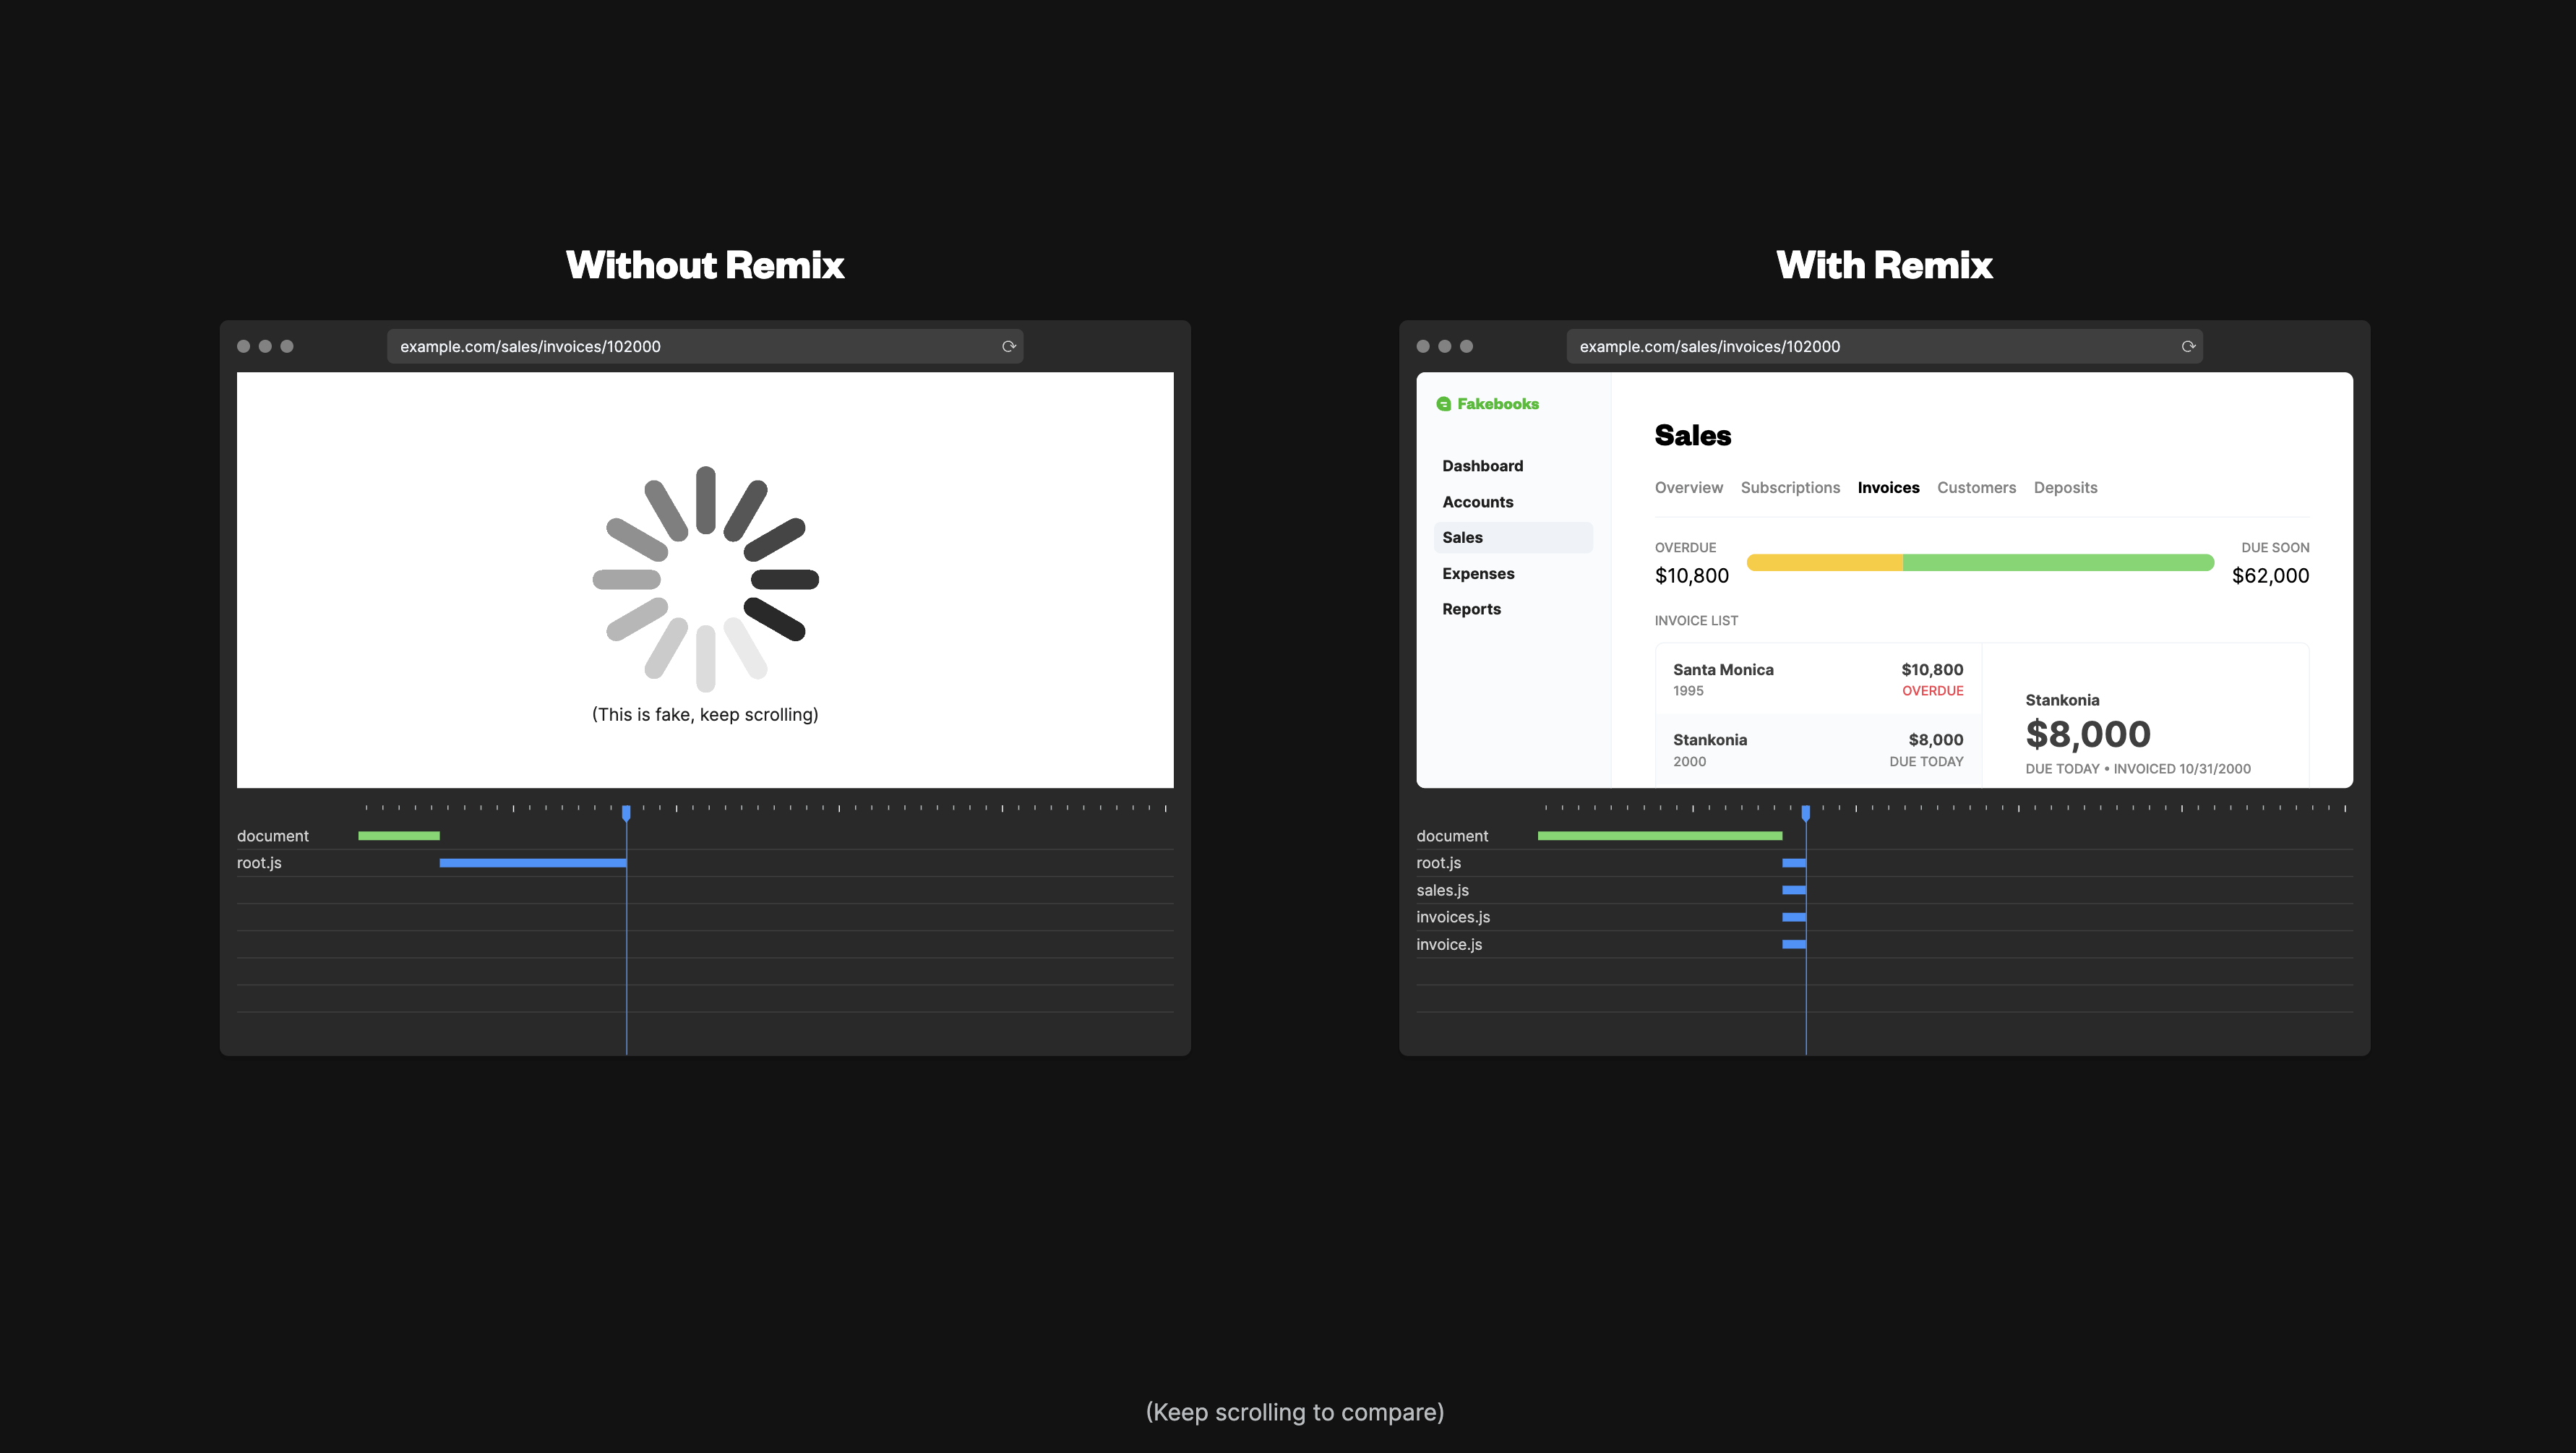 Without Remix
example.com/sales/invoices/102000
(This is fake, keep scrolling)
document
root.js
With Remix
example.com/sales/invoices/102000
Fakebooks
Dashboard
Accounts
Sales
Expenses
Reports
Sales
Overview Subscriptions Invoices Customers Deposits
OVERDUE DUE SOON
$10,800 $62,000
INVOICE LIST
Santa Monica $10,800
1995 OVERDUE
Stankonia $8,000
2000 DUE TODAY
Stankonia
$8,000
DUE TODAY • INVOICED 10/31/2000
document
root.js
sales.js
invoices.js
invoice.js
(Keep scrolling to compare)